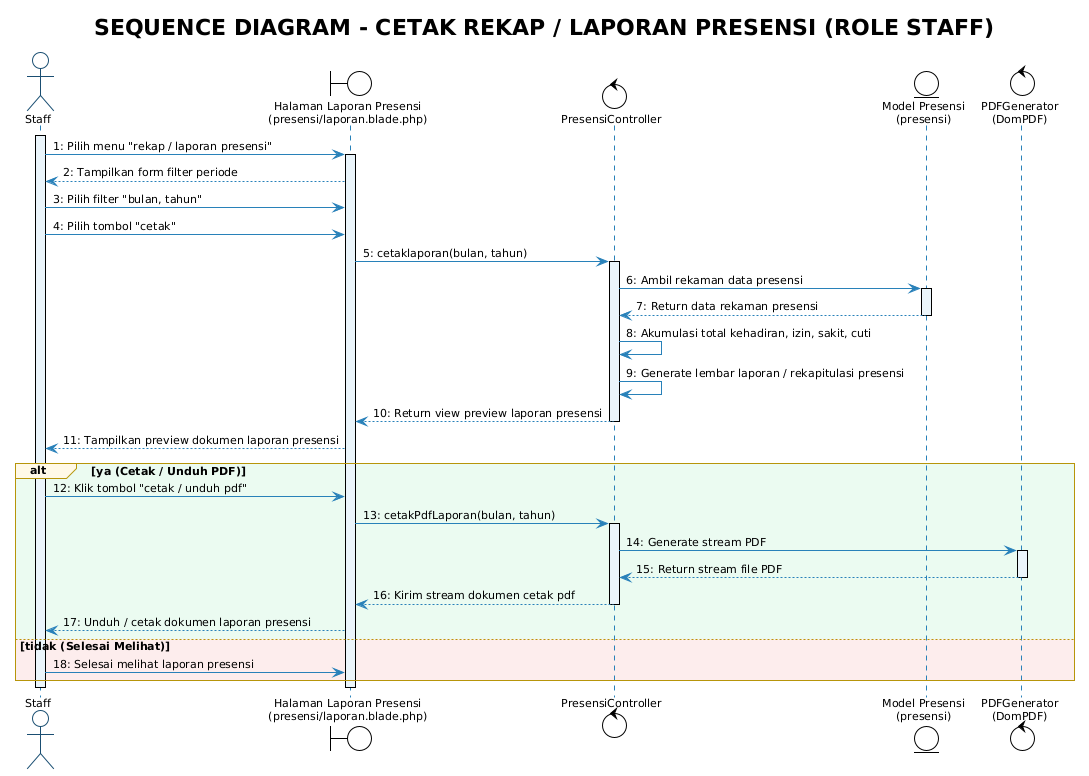 SEQUENCE DIAGRAM - CETAK REKAP / LAPORAN PRESENSI (ROLE STAFF)
Staff
Halaman Laporan Presensi
(presensi/laporan.blade.php)
PresensiController
Model Presensi
(presensi)
PDFGenerator
(DomPDF)
1: Pilih menu "rekap / laporan presensi"
2: Tampilkan form filter periode
3: Pilih filter "bulan, tahun"
4: Pilih tombol "cetak"
5: cetaklaporan(bulan, tahun)
6: Ambil rekaman data presensi
7: Return data rekaman presensi
8: Akumulasi total kehadiran, izin, sakit, cuti
9: Generate lembar laporan / rekapitulasi presensi
10: Return view preview laporan presensi
11: Tampilkan preview dokumen laporan presensi
alt
[ya (Cetak / Unduh PDF)]
12: Klik tombol "cetak / unduh pdf"
13: cetakPdfLaporan(bulan, tahun)
14: Generate stream PDF
15: Return stream file PDF
16: Kirim stream dokumen cetak pdf
17: Unduh / cetak dokumen laporan presensi
[tidak (Selesai Melihat)]
18: Selesai melihat laporan presensi
Staff
Halaman Laporan Presensi
(presensi/laporan.blade.php)
PresensiController
Model Presensi
(presensi)
PDFGenerator
(DomPDF)